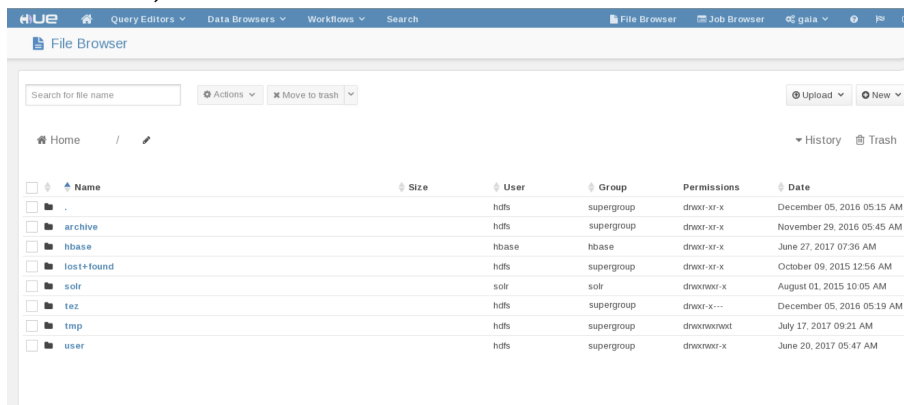 HUE Query Editors Data Browsers Workflows Search File Browser Job Browser gaia
File Browser
Search for file name Actions Move to trash Upload New
Home / History Trash
Name Size User Group Permissions Date
. hdfs supergroup drwxr-xr-x December 05, 2016 05:15 AM
archive hdfs supergroup drwxr-xr-x November 29, 2016 05:45 AM
hbase hbase hbase drwxr-xr-x June 27, 2017 07:36 AM
lost+found hdfs supergroup drwxr-xr-x October 09, 2015 12:56 AM
solr solr solr drwxrwxr-x August 01, 2015 10:05 AM
tez hdfs supergroup drwxr-x--- December 05, 2016 05:19 AM
tmp hdfs supergroup drwxrwxrwxt July 17, 2017 09:21 AM
user hdfs supergroup drwxrwxr-x June 20, 2017 05:47 AM